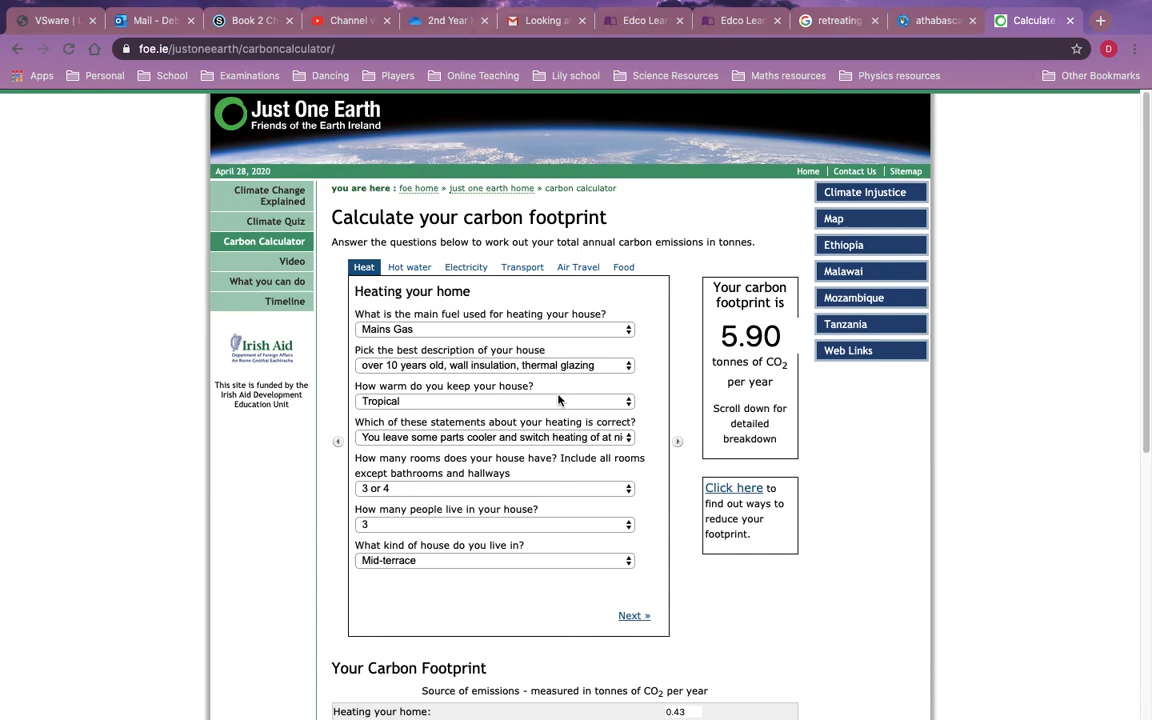 VSware |
Mail - Deb
Book 2 Ch
Channel v
2nd Year
Looking a
Edco Lear
Edco Lear
retreating
athabasca
Calculate
foe.ie/justoneearth/carboncalculator/
D
Apps
Personal
School
Examinations
Dancing
Players
Online Teaching
Lily school
Science Resources
Maths resources
Physics resources
Other Bookmarks
Just One Earth
Friends of the Earth Ireland
April 28, 2020
Home | Contact Us | Sitemap
Climate Change
Explained
Climate Quiz
Carbon Calculator
Video
What you can do
Timeline
Irish Aid
Department of Foreign Affairs
This site is funded by the
Irish Aid Development
Education Unit
you are here : foe home » just one earth home » carbon calculator
Calculate your carbon footprint
Answer the questions below to work out your total annual carbon emissions in tonnes.
Heat
Hot water
Electricity
Transport
Air Travel
Food
Heating your home
What is the main fuel used for heating your house?
Mains Gas
Pick the best description of your house
over 10 years old, wall insulation, thermal glazing
How warm do you keep your house?
Tropical
Which of these statements about your heating is correct?
You leave some parts cooler and switch heating of at ni
How many rooms does your house have? Include all rooms
except bathrooms and hallways
3 or 4
How many people live in your house?
3
What kind of house do you live in?
Mid-terrace
Next »
Your carbon
footprint is
5.90
tonnes of CO2
per year
Scroll down for
detailed
breakdown
Click here to
find out ways to
reduce your
footprint.
Climate Injustice
Map
Ethiopia
Malawi
Mozambique
Tanzania
Web Links
Your Carbon Footprint
Source of emissions - measured in tonnes of CO2 per year
Heating your home:
0.43